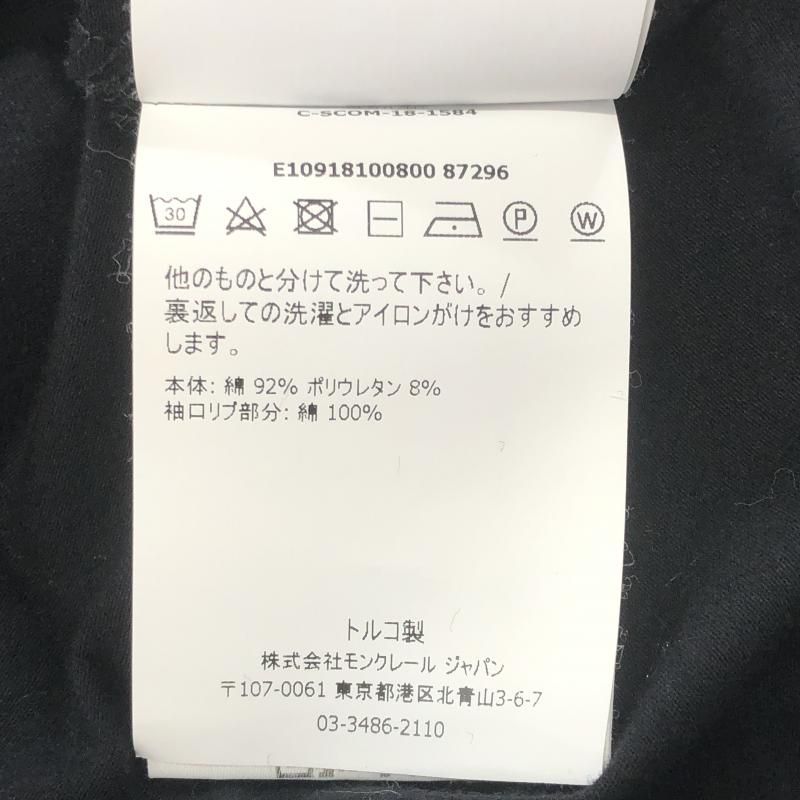 C-SCOM-18-1584
E10918100800 87296
30
P
W
他のものと分けて洗って下さい。/
裏返しての洗濯とアイロンがけをおすすめ
します。
本体: 綿 92% ポリウレタン 8%
袖口リブ部分: 綿 100%
トルコ製
株式会社モンクレール ジャパン
〒107-0061 東京都港区北青山3-6-7
03-3486-2110